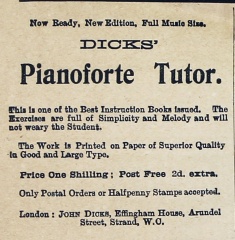 Now Ready, New Edition, Full Music Size.
DICKS'
Pianoforte Tutor.
This is one of the Best Instruction Books issued. The
Exercises are full of Simplicity and Melody and will
not weary the Student.
The Work is Printed on Paper of Superior Quality
in Good and Large Type.
Price One Shilling; Post Free 2d. extra.
Only Postal Orders or Halfpenny Stamps accepted.
London: JOHN DICKS, Effingham House, Arundel
Street, Strand, W.C.